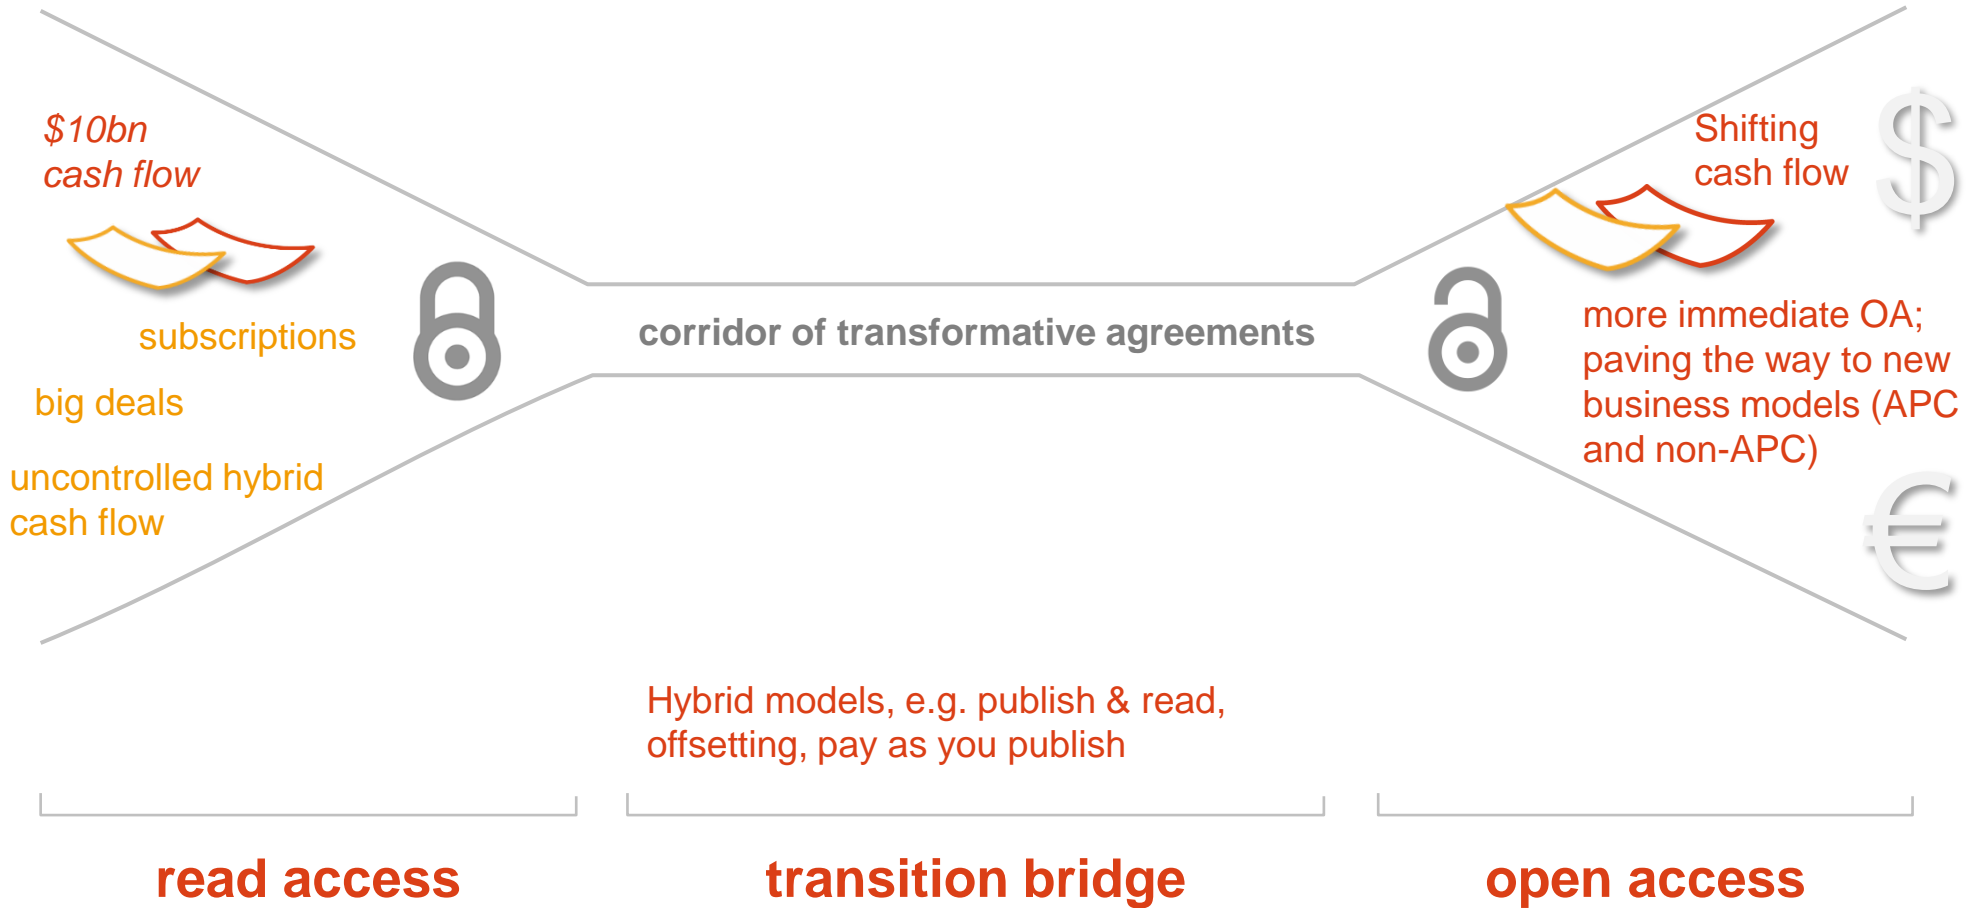 $10bn
cash flow
subscriptions
big deals
uncontrolled hybrid
cash flow
corridor of transformative agreements
Shifting
cash flow
$
more immediate OA;
paving the way to new
business models (APC
and non-APC)
€
Hybrid models, e.g. publish & read,
offsetting, pay as you publish
read access
transition bridge
open access